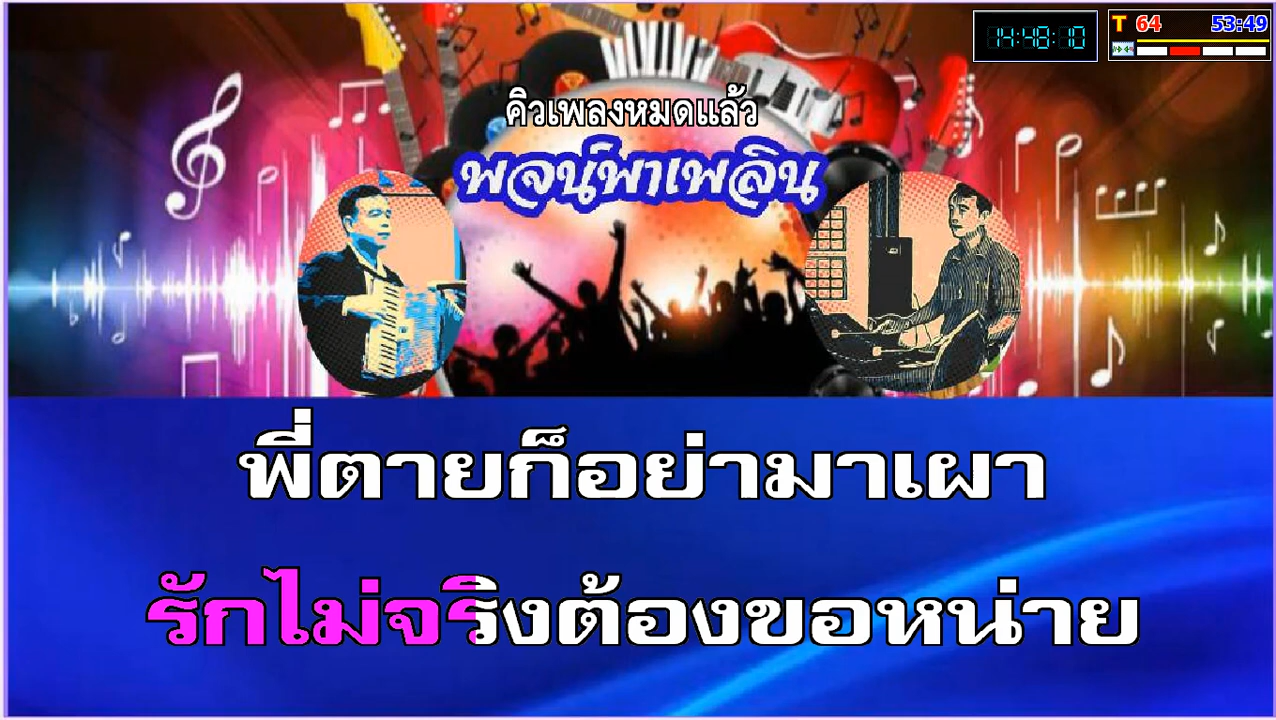 14:48:10
T 64 53:49
คิวเพลงหมดแล้ว
พจน์พาเพลิน
พี่ตายก็อย่ามาเผา
รักไม่จริงต้องขอหน่าย